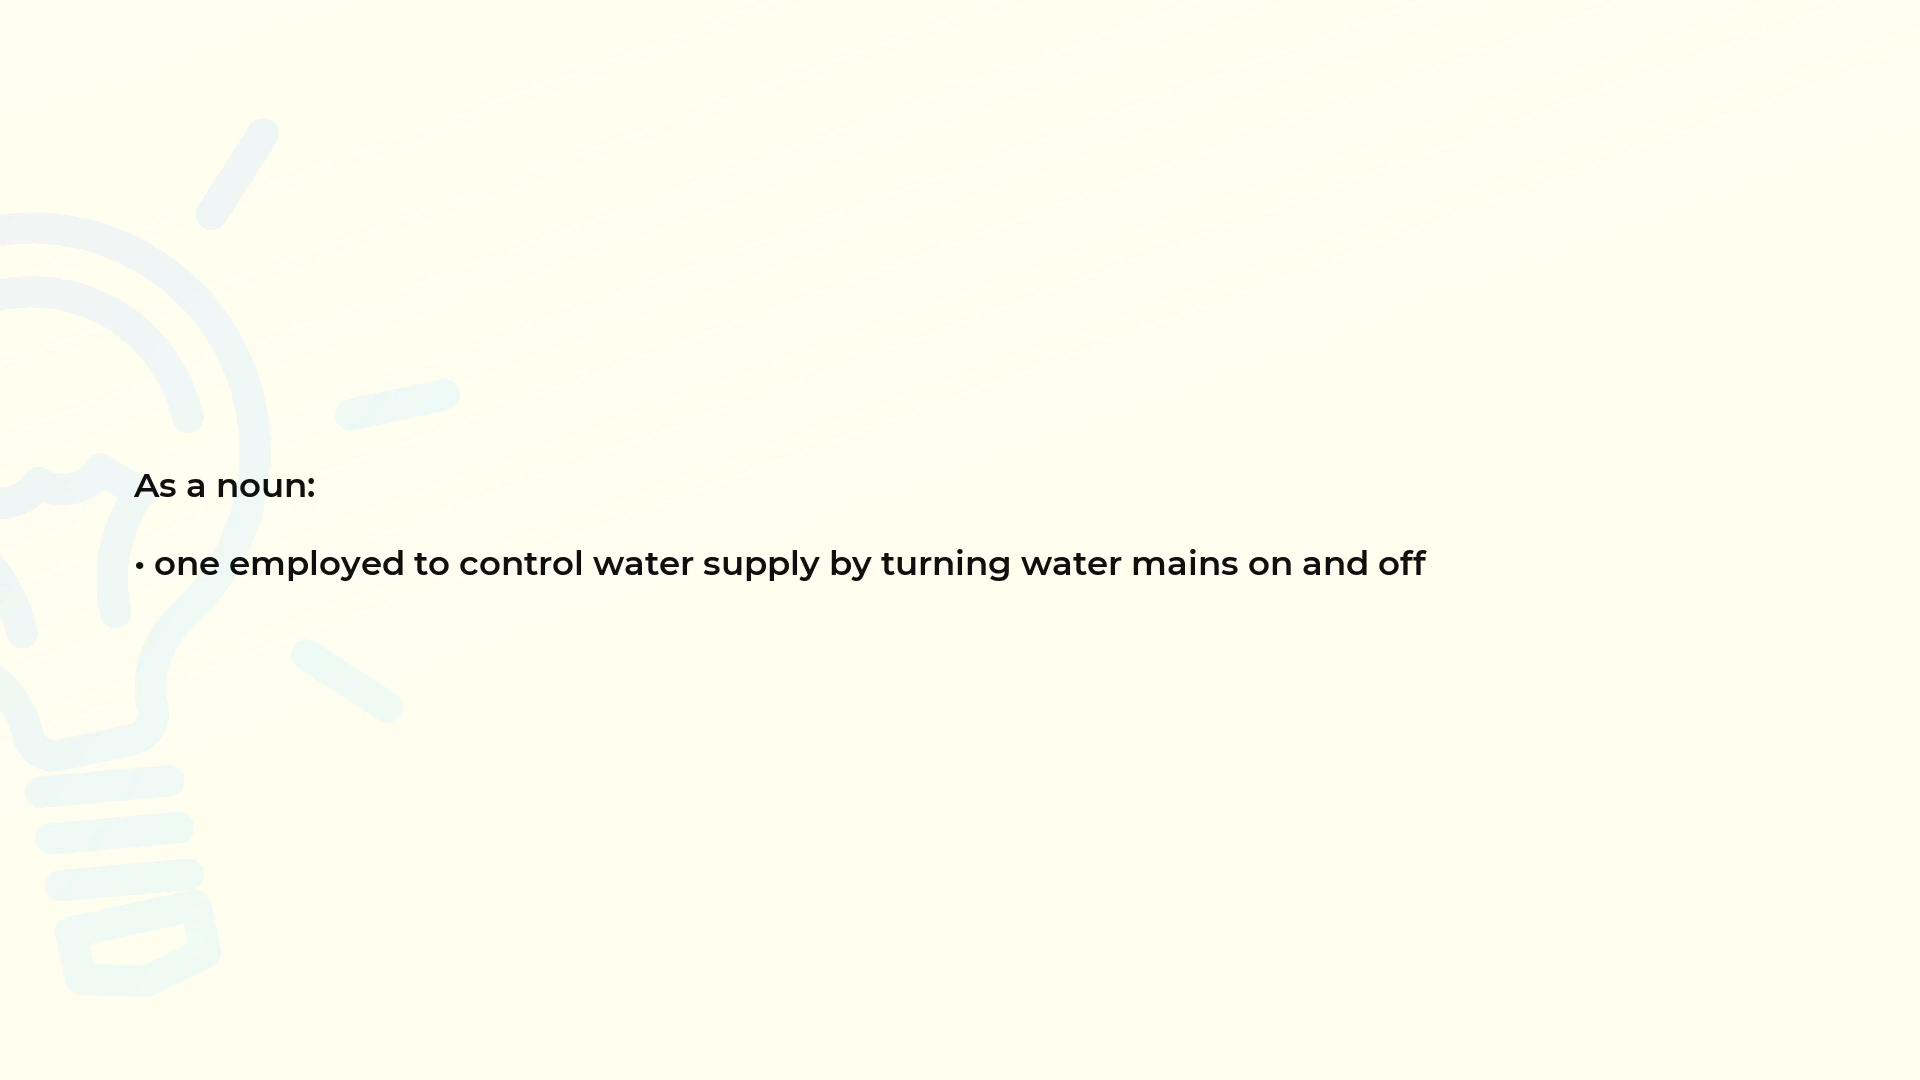 As a noun:
• one employed to control water supply by turning water mains on and off